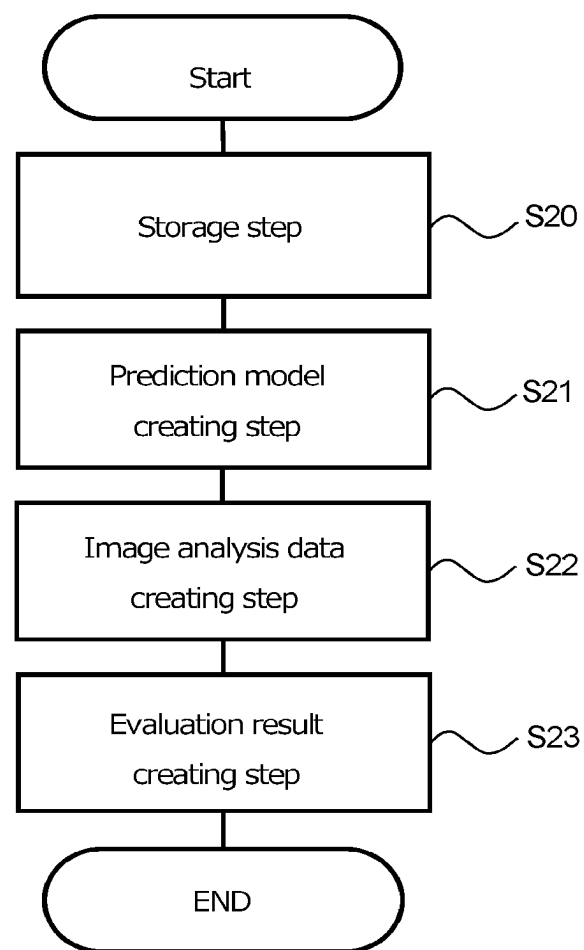 Start
Storage step
S20
Prediction model
creating step
S21
Image analysis data
creating step
S22
Evaluation result
creating step
S23
END